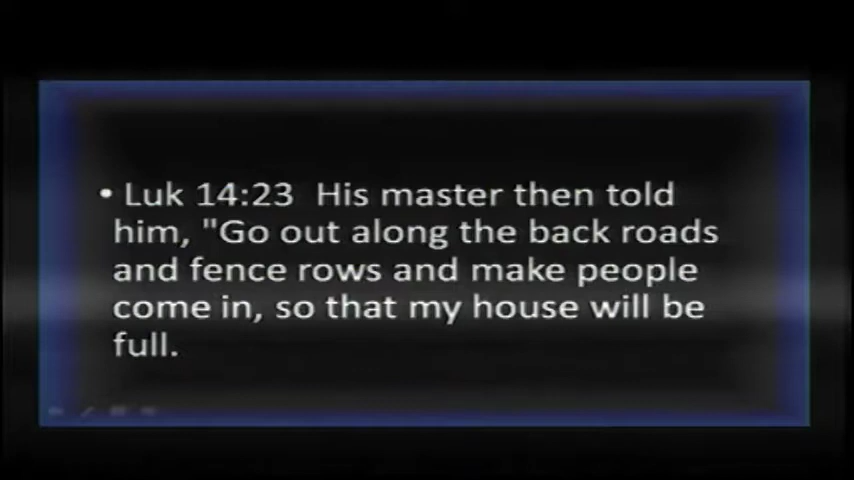 • Luk 14:23  His master then told
him, "Go out along the back roads
and fence rows and make people
come in, so that my house will be
full.